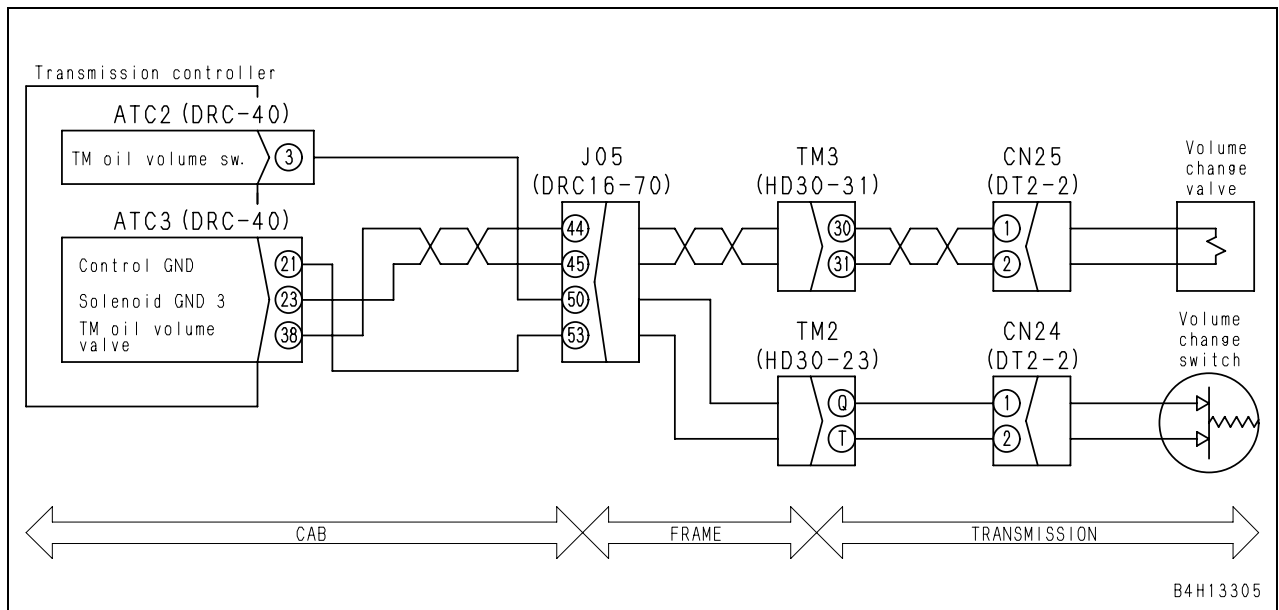 Transmission controller
ATC2 (DRC-40)
TM oil volume sw.
3
ATC3 (DRC-40)
Control GND
21
Solenoid GND 3
23
TM oil volume
valve
38
J05
(DRC16-70)
44
45
50
53
TM3
(HD30-31)
30
31
CN25
(DT2-2)
1
2
Volume
change
valve
TM2
(HD30-23)
Q
T
CN24
(DT2-2)
1
2
Volume
change
switch
CAB
FRAME
TRANSMISSION
B4H13305